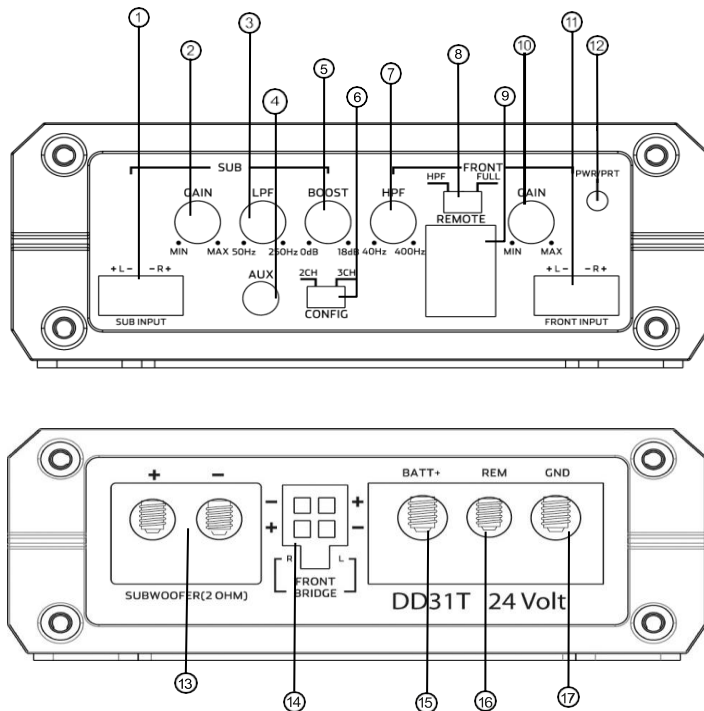 1 2 3 4 5 6 7 8 9 10 11 12
SUB FRONT
HPF FULL PWR/PRT
GAIN LPF BOOST HPF REMOTE GAIN
MIN MAX 50Hz 250Hz 0dB 18dB 40Hz 400Hz MIN MAX
+ L - - R + AUX 2CH 3CH + L - - R +
SUB INPUT CONFIG FRONT INPUT
+ - BATT+ REM GND
- +
+ -
R L
SUBWOOFER(2 OHM) FRONT
BRIDGE
DD31T 24 Volt
13 14 15 16 17